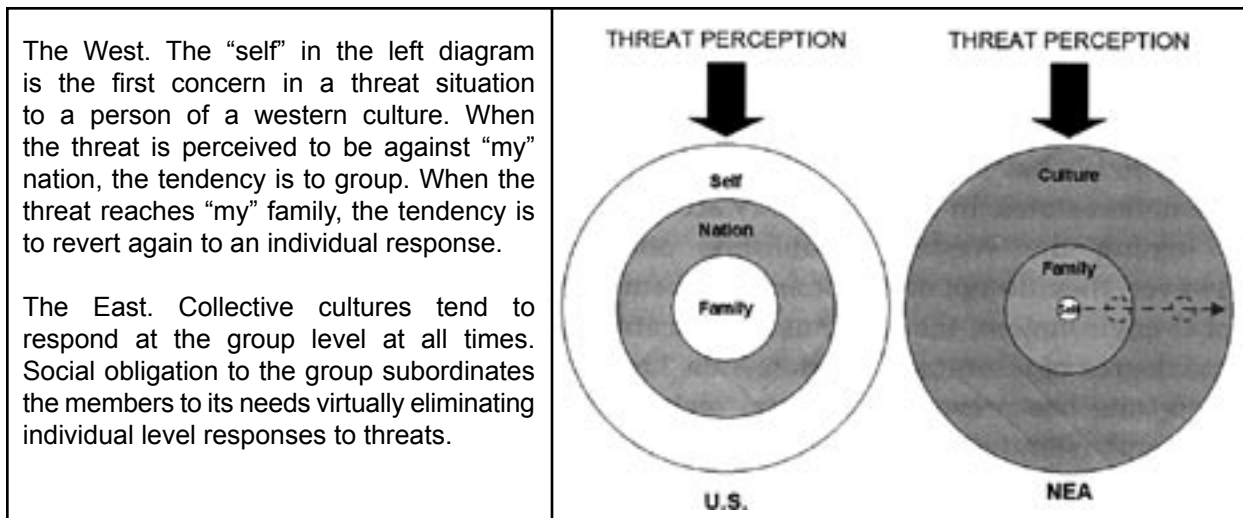 The West. The “self” in the left diagram
is the first concern in a threat situation
to a person of a western culture. When
the threat is perceived to be against “my”
nation, the tendency is to group. When the
threat reaches “my” family, the tendency is
to revert again to an individual response.
The East. Collective cultures tend to
respond at the group level at all times.
Social obligation to the group subordinates
the members to its needs virtually eliminating
individual level responses to threats.
THREAT PERCEPTION
Self
Nation
Family
U.S.
THREAT PERCEPTION
Culture
Family
Self
NEA